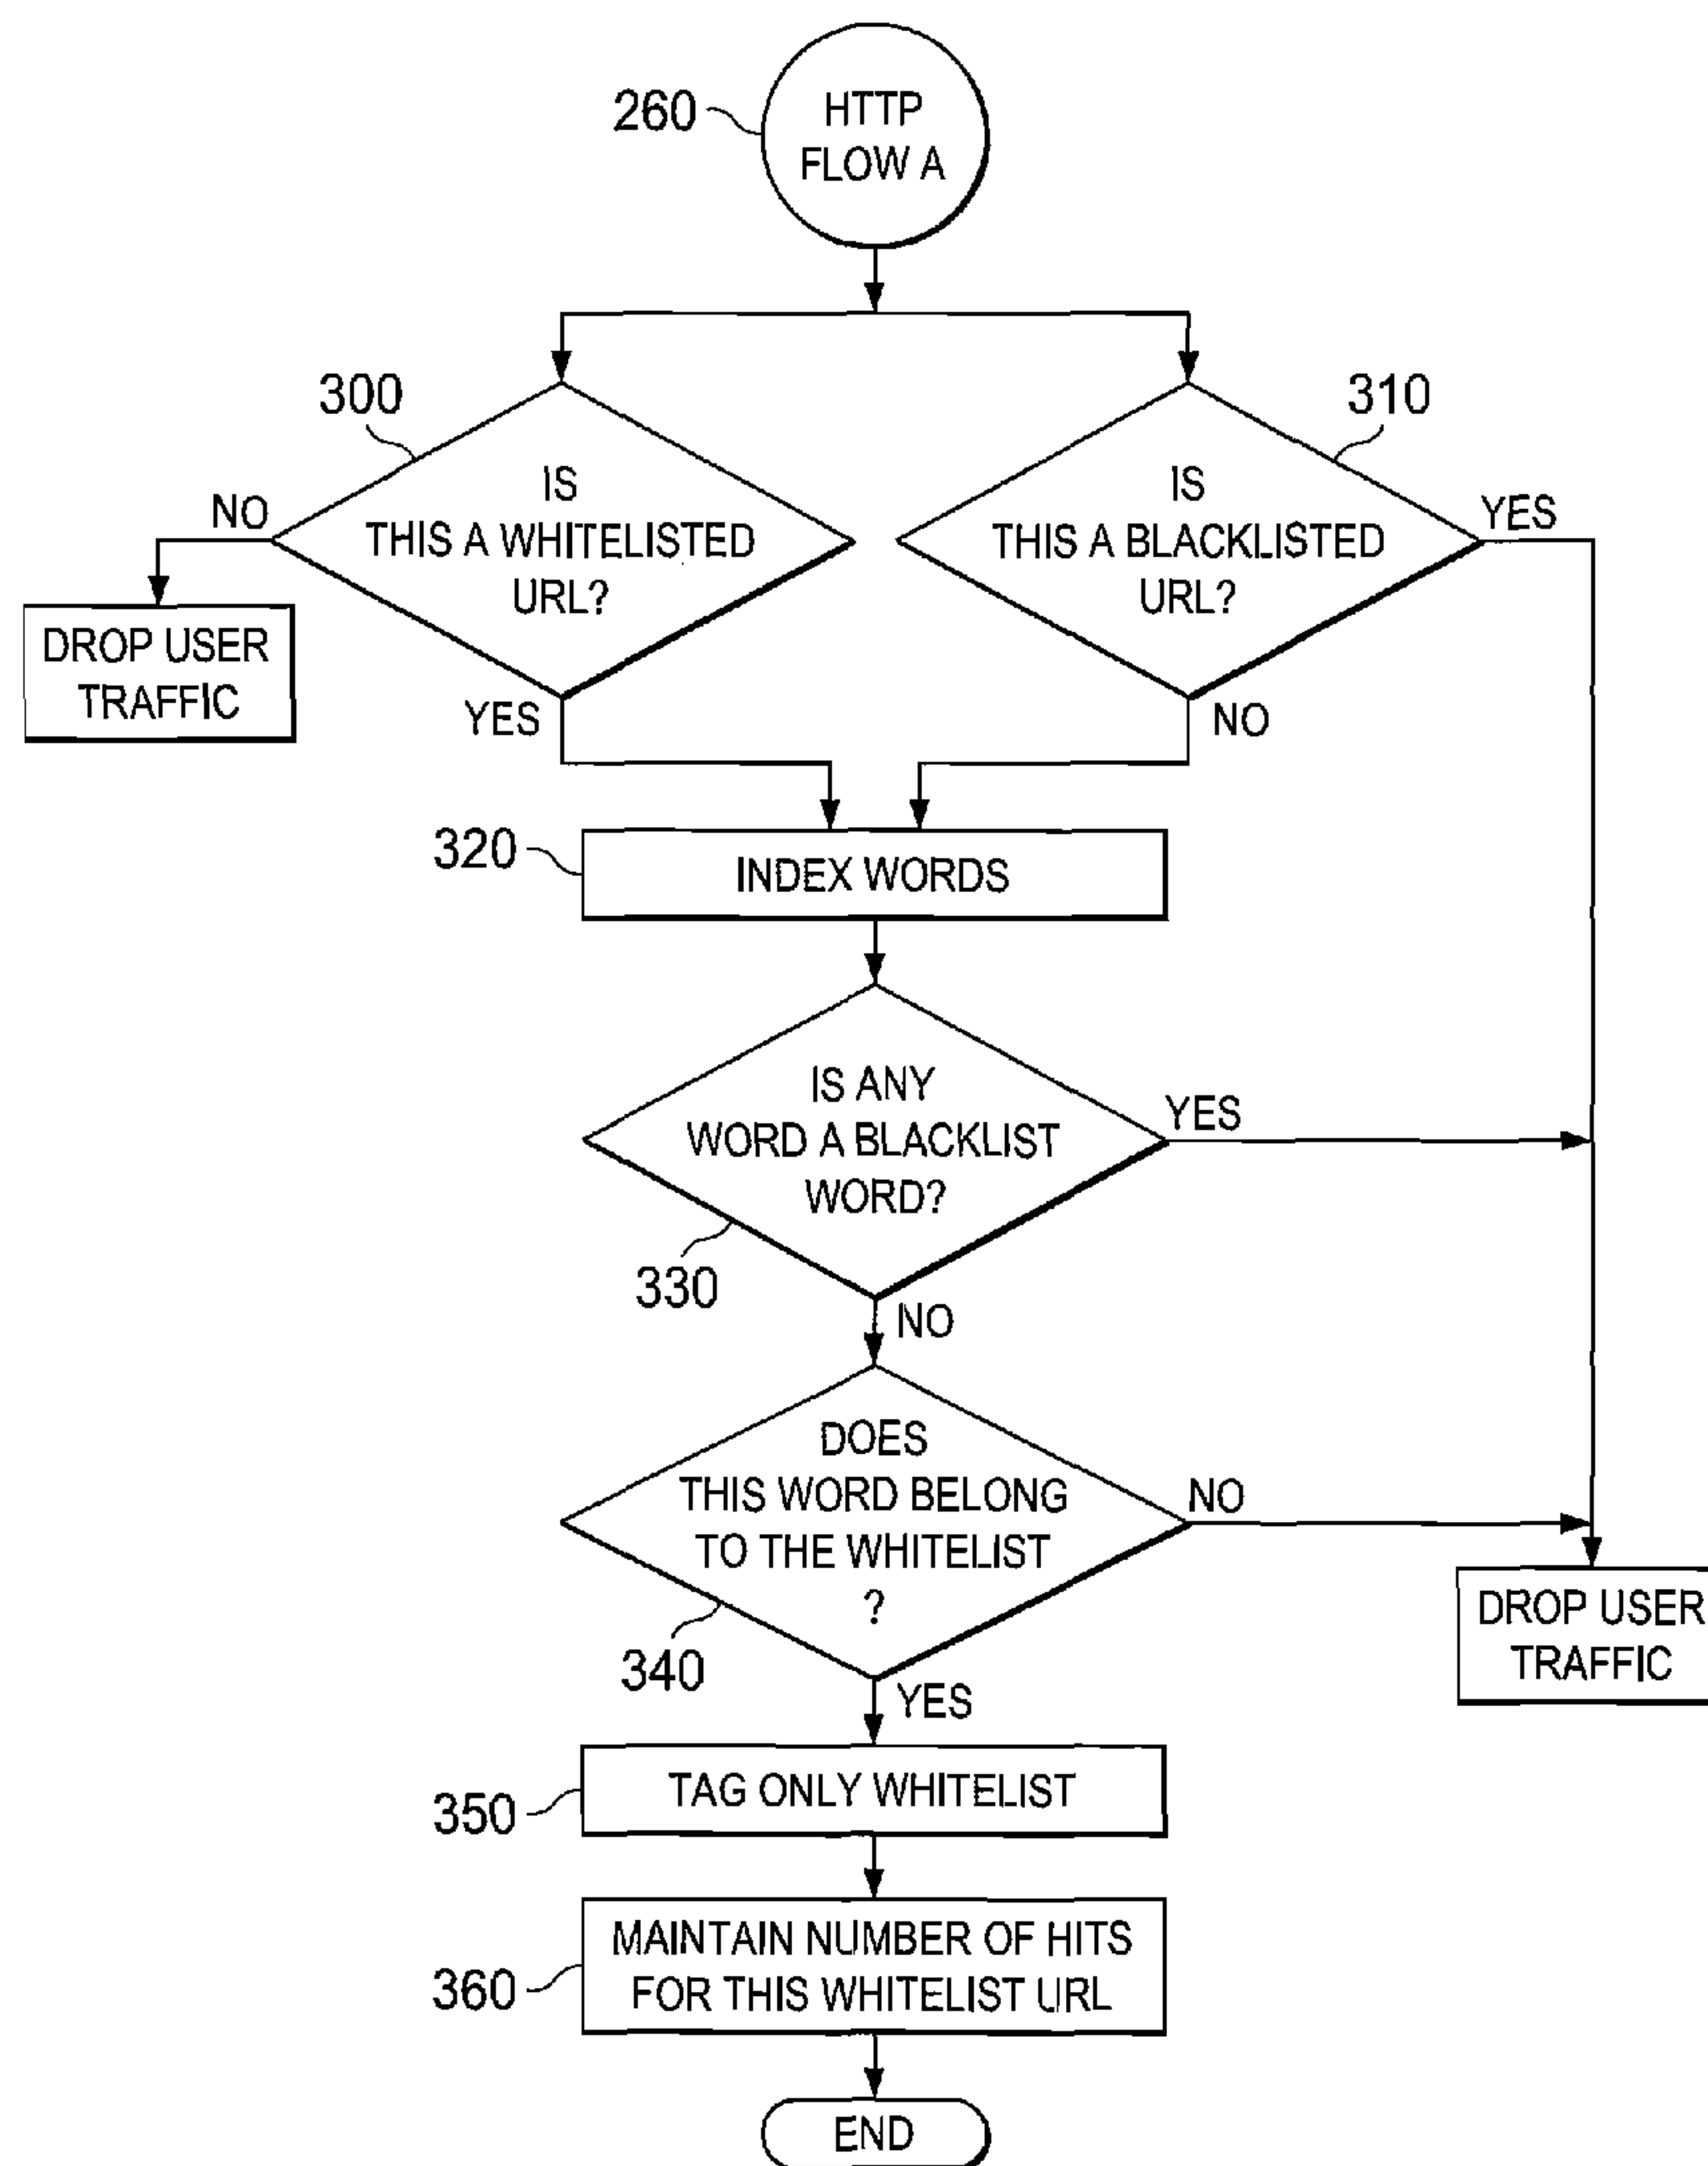 260
HTTP
FLOW A
300
310
IS
THIS A WHITELISTED
URL?
NO
IS
THIS A BLACKLISTED
URL?
YES
DROP USER
TRAFFIC
YES
NO
320
INDEX WORDS
IS ANY
WORD A BLACKLIST
WORD?
YES
330
NO
DOES
THIS WORD BELONG
TO THE WHITELIST
?
NO
340
DROP USER
TRAFFIC
YES
350
TAG ONLY WHITELIST
360
MAINTAIN NUMBER OF HITS
FOR THIS WHITELIST URL
END